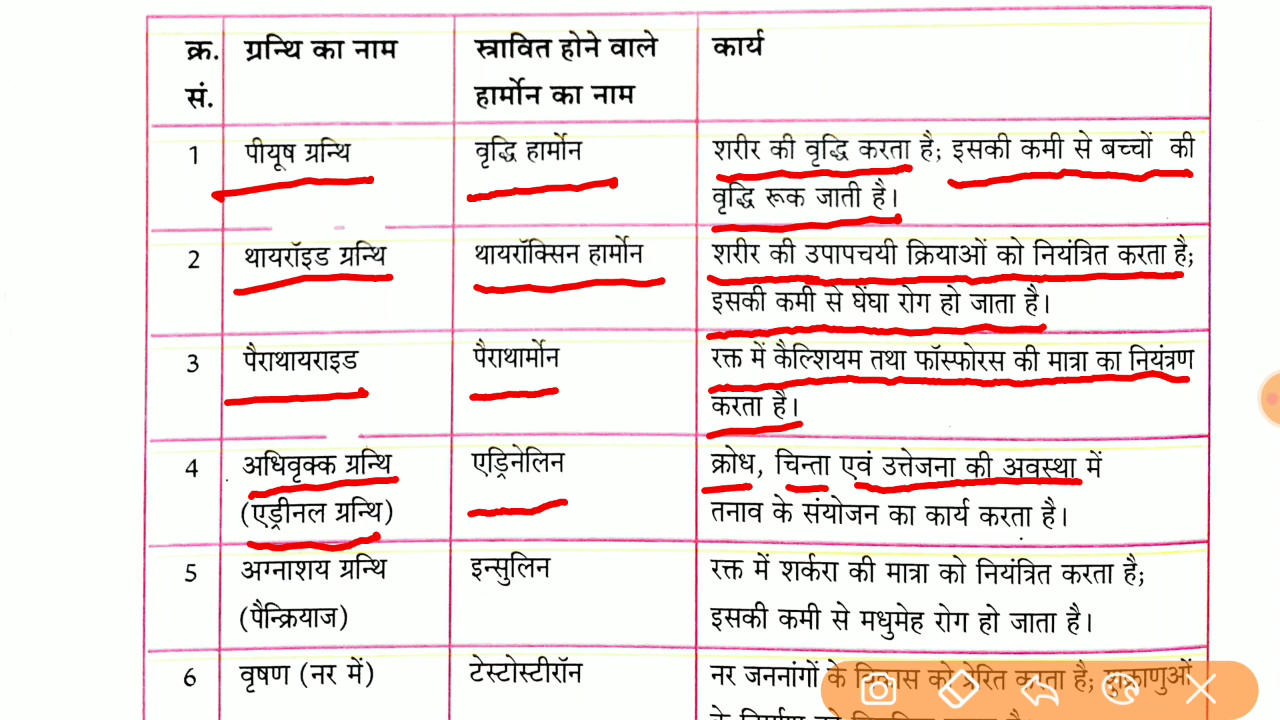 क्र. ग्रन्थि का नाम स्त्रावित होने वाले कार्य
सं. हार्मोन का नाम
1 पीयूष ग्रन्थि वृद्धि हार्मोन शरीर की वृद्धि करता है; इसकी कमी से बच्चों की
वृद्धि रूक जाती है।
2 थायरॉइड ग्रन्थि थायरॉक्सिन हार्मोन शरीर की उपापचयी क्रियाओं को नियंत्रित करता है;
इसकी कमी से घेंघा रोग हो जाता है।
3 पैराथायराइड पैराथार्मोन रक्त में कैल्शियम तथा फॉस्फोरस की मात्रा का नियंत्रण
करता है।
4 अधिवृक्क ग्रन्थि एड्रिनेलिन क्रोध, चिन्ता एवं उत्तेजना की अवस्था में
(एड्रीनल ग्रन्थि) तनाव के संयोजन का कार्य करता है।
5 अग्नाशय ग्रन्थि इन्सुलिन रक्त में शर्करा की मात्रा को नियंत्रित करता है;
(पैन्क्रियाज) इसकी कमी से मधुमेह रोग हो जाता है।
6 वृषण (नर में) टेस्टोस्टीरॉन नर जननांगों के विकास को प्रेरित करता है; शुक्राणुओं